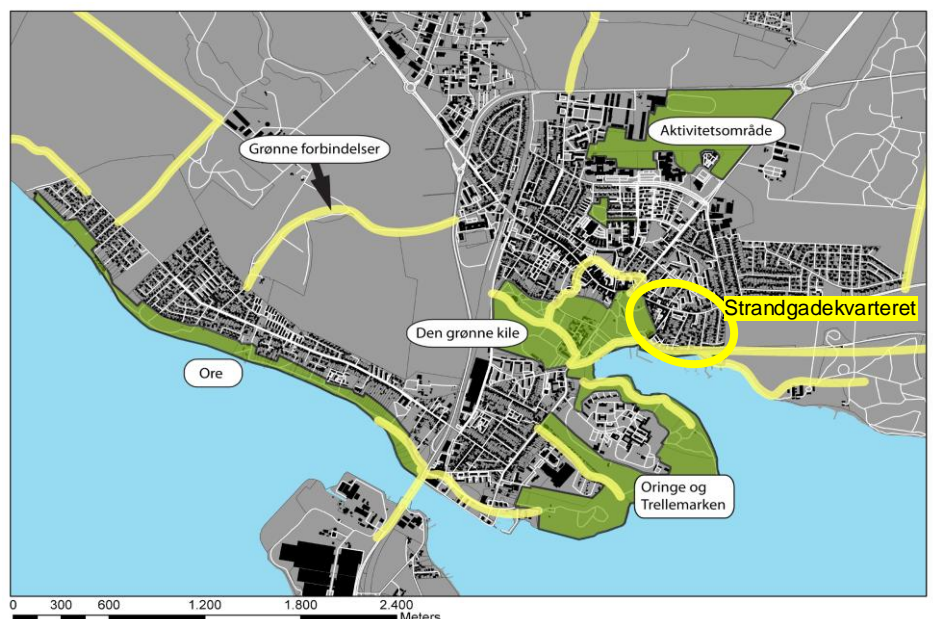 Aktivitetsområde
Grønne forbindelser
Strandgadekvarteret
Den grønne kile
Ore
Oringe og
Trellemarken
0 300 600 1.200 1.800 2.400
Meters